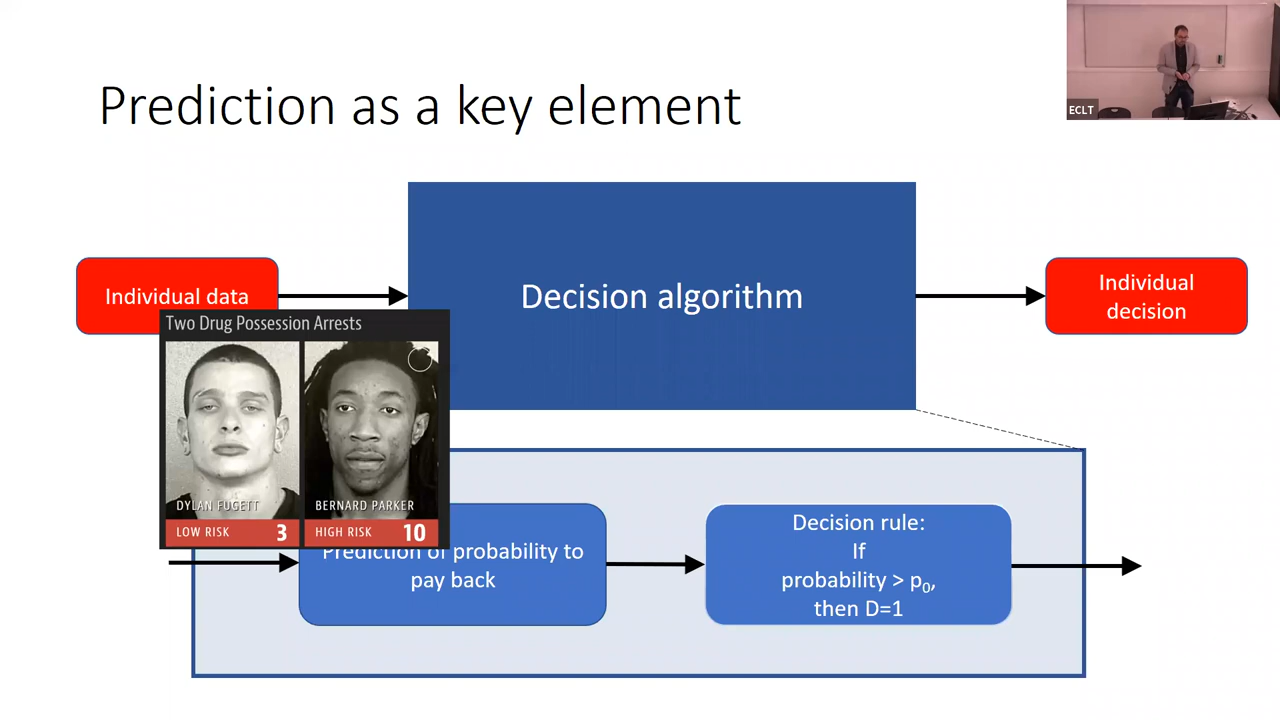 ECLT
Prediction as a key element
Individual data
Decision algorithm
Individual
decision
Two Drug Possession Arrests
DYLAN FUGETT
LOW RISK 3
BERNARD PARKER
HIGH RISK 10
Prediction of probability to
pay back
Decision rule:
If
probability > p₀,
then D=1